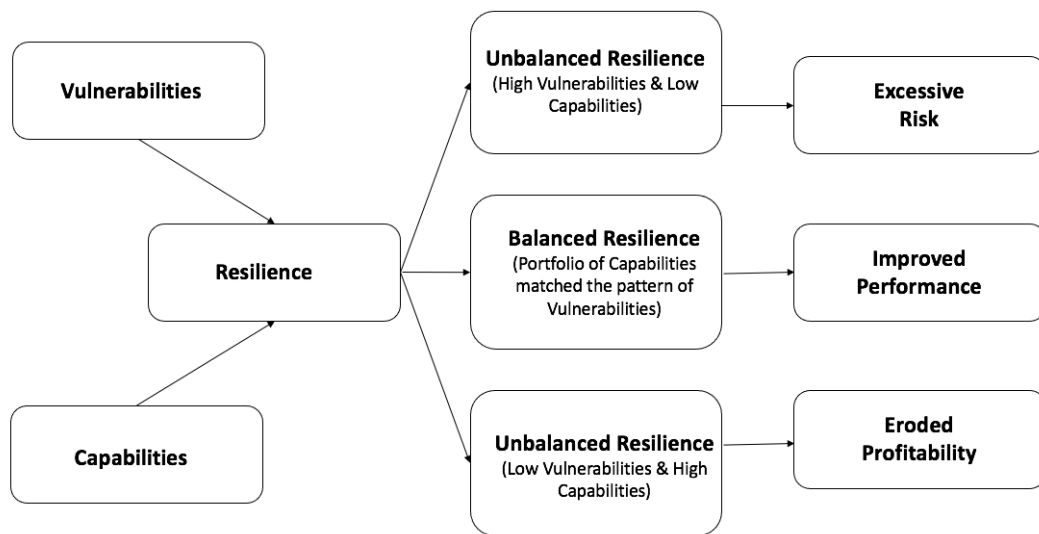 Vulnerabilities
Resilience
Capabilities
Unbalanced Resilience
(High Vulnerabilities & Low
Capabilities)
Balanced Resilience
(Portfolio of Capabilities
matched the pattern of
Vulnerabilities)
Unbalanced Resilience
(Low Vulnerabilities & High
Capabilities)
Excessive
Risk
Improved
Performance
Eroded
Profitability